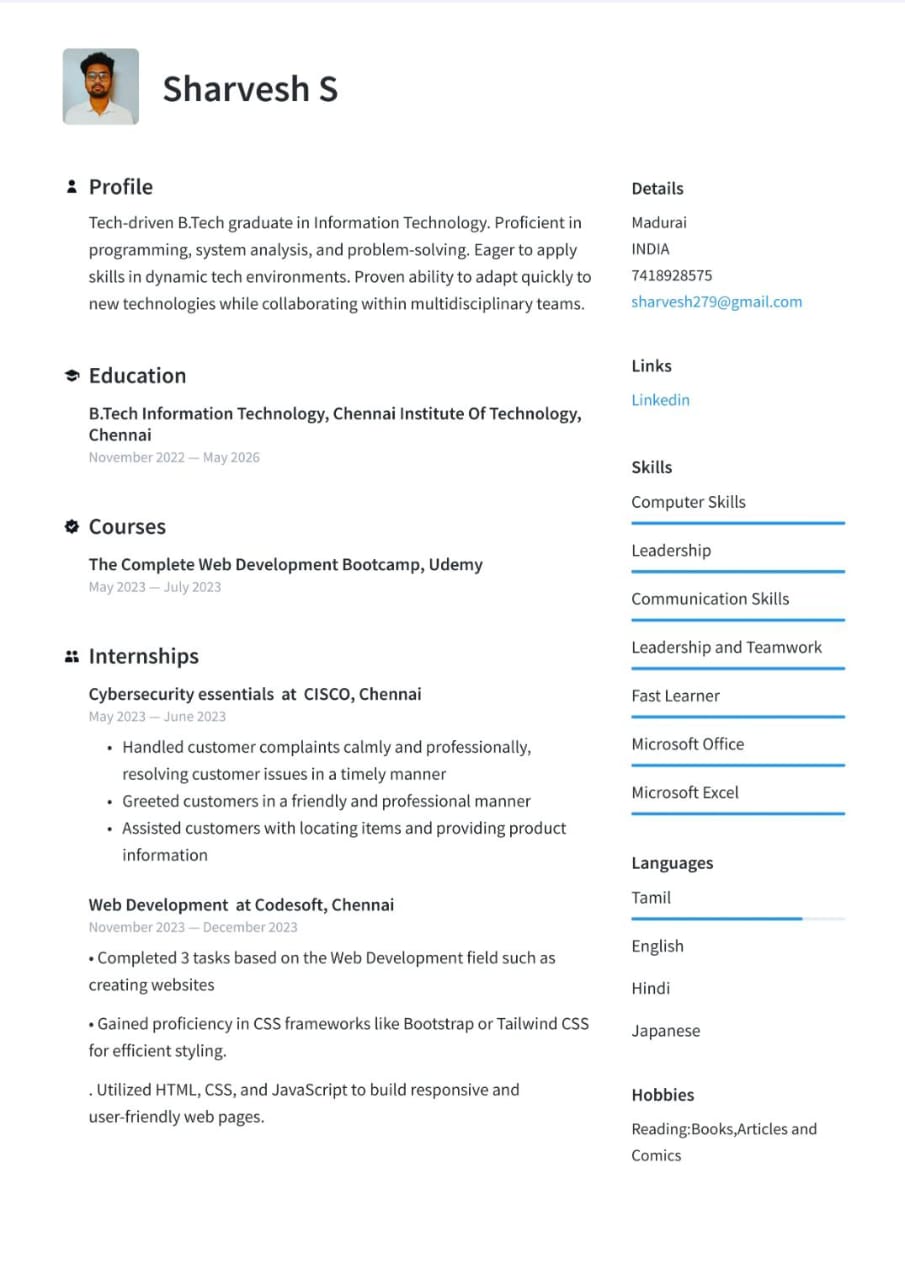 Sharvesh S
Profile
Tech-driven B.Tech graduate in Information Technology. Proficient in
programming, system analysis, and problem-solving. Eager to apply
skills in dynamic tech environments. Proven ability to adapt quickly to
new technologies while collaborating within multidisciplinary teams.
Education
B.Tech Information Technology, Chennai Institute Of Technology,
Chennai
November 2022 — May 2026
Courses
The Complete Web Development Bootcamp, Udemy
May 2023 — July 2023
Internships
Cybersecurity essentials at CISCO, Chennai
May 2023 — June 2023
• Handled customer complaints calmly and professionally,
resolving customer issues in a timely manner
• Greeted customers in a friendly and professional manner
• Assisted customers with locating items and providing product
information
Web Development at Codesoft, Chennai
November 2023 — December 2023
• Completed 3 tasks based on the Web Development field such as
creating websites
• Gained proficiency in CSS frameworks like Bootstrap or Tailwind CSS
for efficient styling.
. Utilized HTML, CSS, and JavaScript to build responsive and
user-friendly web pages.
Details
Madurai
INDIA
7418928575
sharvesh279@gmail.com
Links
Linkedin
Skills
Computer Skills
Leadership
Communication Skills
Leadership and Teamwork
Fast Learner
Microsoft Office
Microsoft Excel
Languages
Tamil
English
Hindi
Japanese
Hobbies
Reading:Books,Articles and
Comics